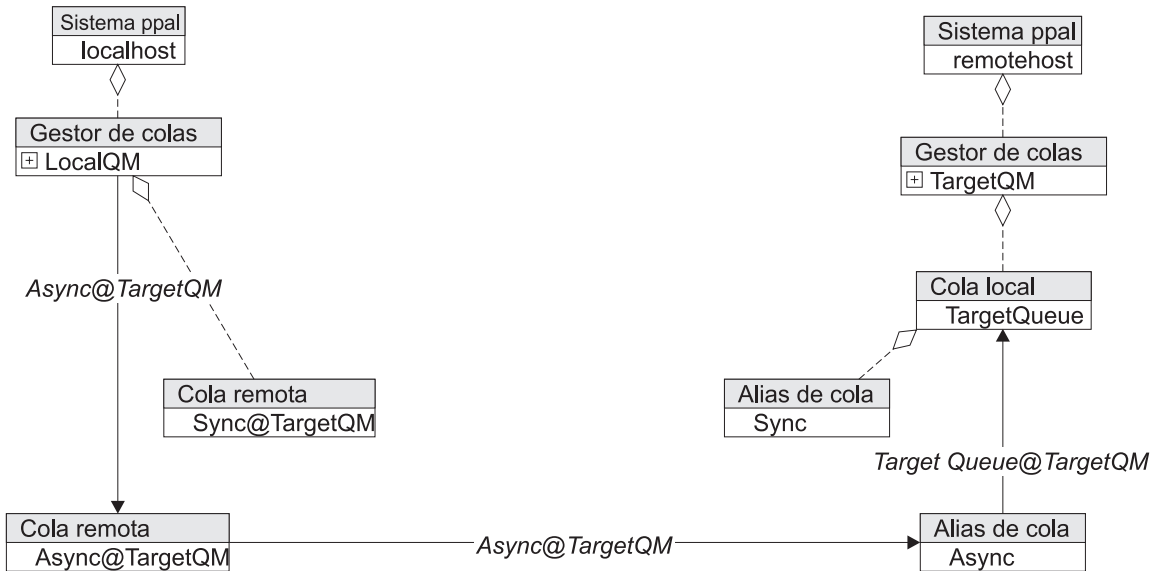 Sistema ppal
localhost
Sistema ppal
remotehost
Gestor de colas
LocalQM
Gestor de colas
TargetQM
Async@TargetQM
Cola local
TargetQueue
Cola remota
Sync@TargetQM
Alias de cola
Sync
Target Queue@TargetQM
Cola remota
Async@TargetQM
Async@TargetQM
Alias de cola
Async